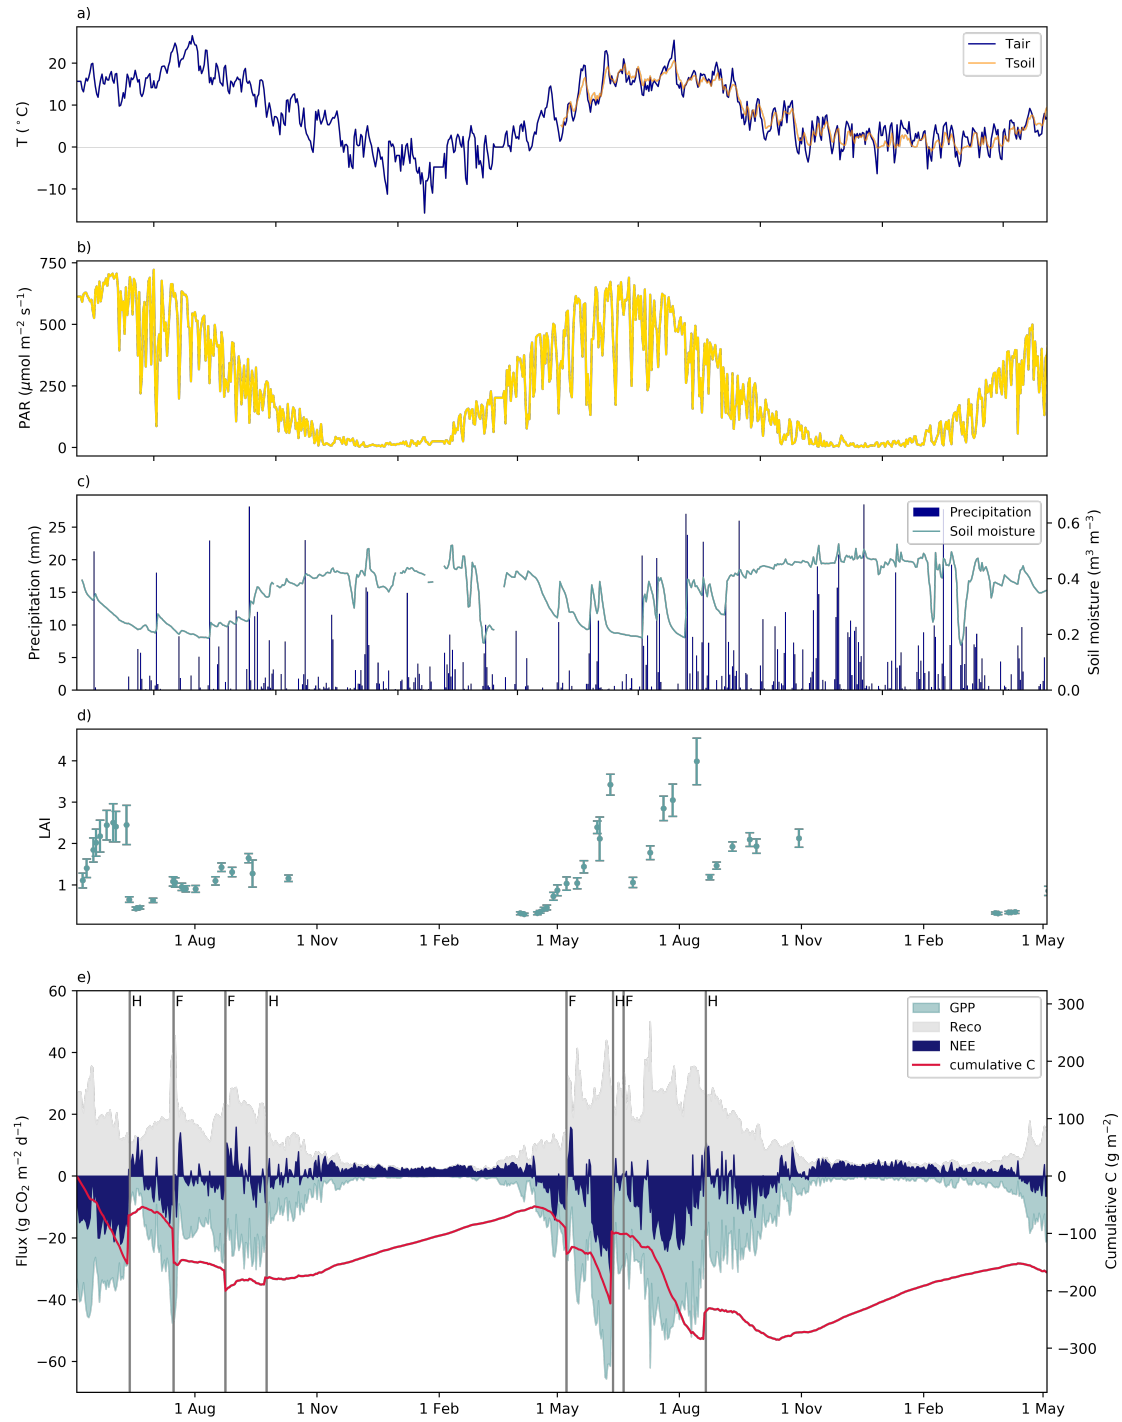 a)
T (°C)
20
10
0
−10
Tair
Tsoil
b)
PAR (μmol m⁻² s⁻¹)
750
500
250
0
c)
Precipitation (mm)
25
20
15
10
5
0
Precipitation
Soil moisture
0.6
0.4
0.2
0.0
Soil moisture (m³ m⁻³)
d)
LAI
4
3
2
1
1 Aug 1 Nov 1 Feb 1 May 1 Aug 1 Nov 1 Feb 1 May
e)
Flux (g CO₂ m⁻² d⁻¹)
60
40
20
0
−20
−40
−60
H F F H F H F H
GPP
Reco
NEE
cumulative C
300
200
100
0
−100
−200
−300
Cumulative C (g m⁻²)
1 Aug 1 Nov 1 Feb 1 May 1 Aug 1 Nov 1 Feb 1 May